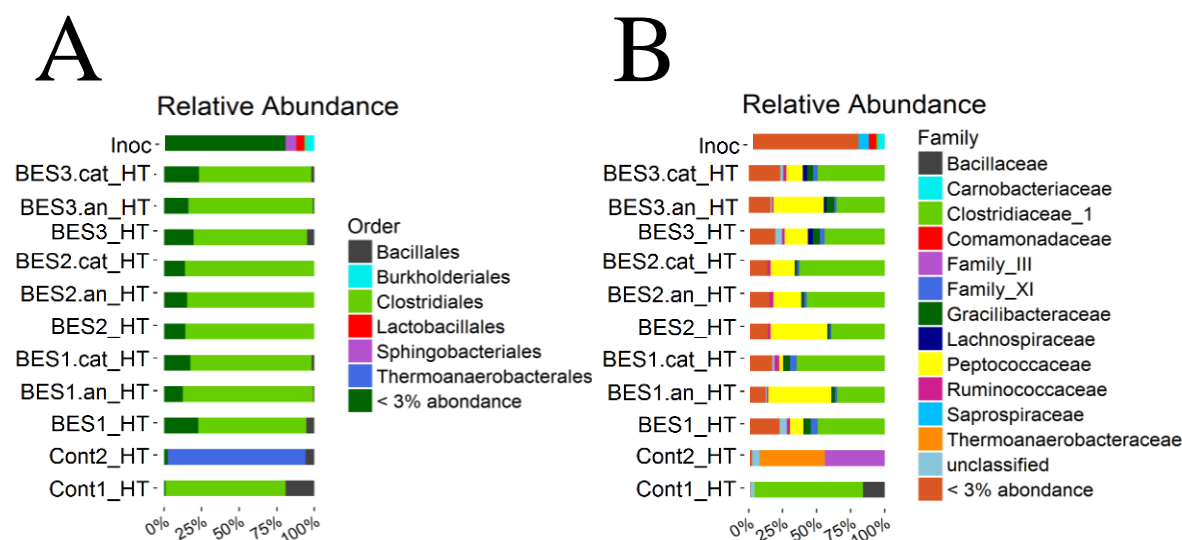 A
Relative Abundance
Inoc
BES3.cat_HT
BES3.an_HT
BES3_HT
BES2.cat_HT
BES2.an_HT
BES2_HT
BES1.cat_HT
BES1.an_HT
BES1_HT
Cont2_HT
Cont1_HT
0% 25% 50% 75% 100%
Order
Bacillales
Burkholderiales
Clostridiales
Lactobacillales
Sphingobacteriales
Thermoanaerobacterales
< 3% abondance
B
Relative Abundance
Inoc
BES3.cat_HT
BES3.an_HT
BES3_HT
BES2.cat_HT
BES2.an_HT
BES2_HT
BES1.cat_HT
BES1.an_HT
BES1_HT
Cont2_HT
Cont1_HT
0% 25% 50% 75% 100%
Family
Bacillaceae
Carnobacteriaceae
Clostridiaceae_1
Comamonadaceae
Family_III
Family_XI
Gracilibacteraceae
Lachnospiraceae
Peptococcaceae
Ruminococcaceae
Saprospiraceae
Thermoanaerobacteraceae
unclassified
< 3% abondance